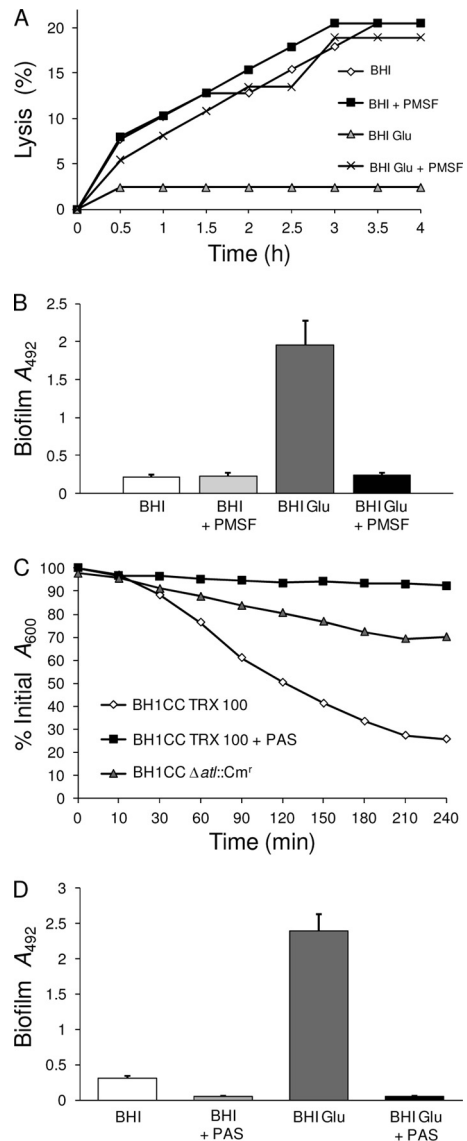 A
Lysis (%)
20
15
10
5
0
0 0.5 1 1.5 2 2.5 3 3.5 4
Time (h)
BHI
BHI + PMSF
BHI Glu
BHI Glu + PMSF
B
Biofilm A492
2.5
2
1.5
1
0.5
0
BHI
BHI
+ PMSF
BHI Glu
BHI Glu
+ PMSF
C
% Initial A600
100
90
80
70
60
50
40
30
20
10
0
0 10 30 60 90 120 150 180 210 240
Time (min)
BH1CC TRX 100
BH1CC TRX 100 + PAS
BH1CC Δatl::Cmr
D
Biofilm A492
3
2.5
2
1.5
1
0.5
0
BHI
BHI
+ PAS
BHI Glu
BHI Glu
+ PAS